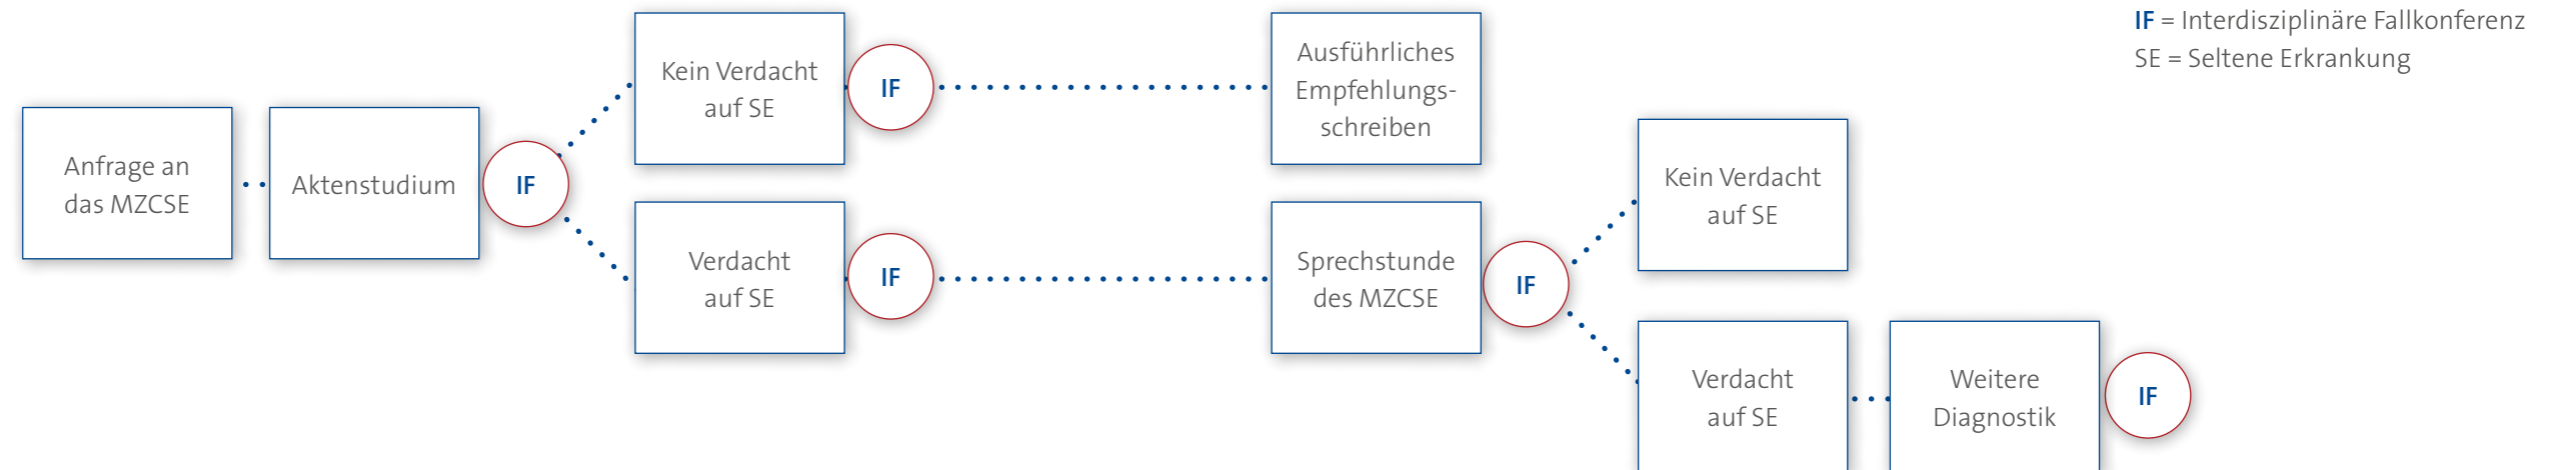 Anfrage an
das MZCSE
Aktenstudium
IF
Kein Verdacht
auf SE
IF
Ausführliches
Empfehlungs-
schreiben
Verdacht
auf SE
IF
Sprechstunde
des MZCSE
IF
Kein Verdacht
auf SE
Verdacht
auf SE
Weitere
Diagnostik
IF
IF = Interdisziplinäre Fallkonferenz
SE = Seltene Erkrankung